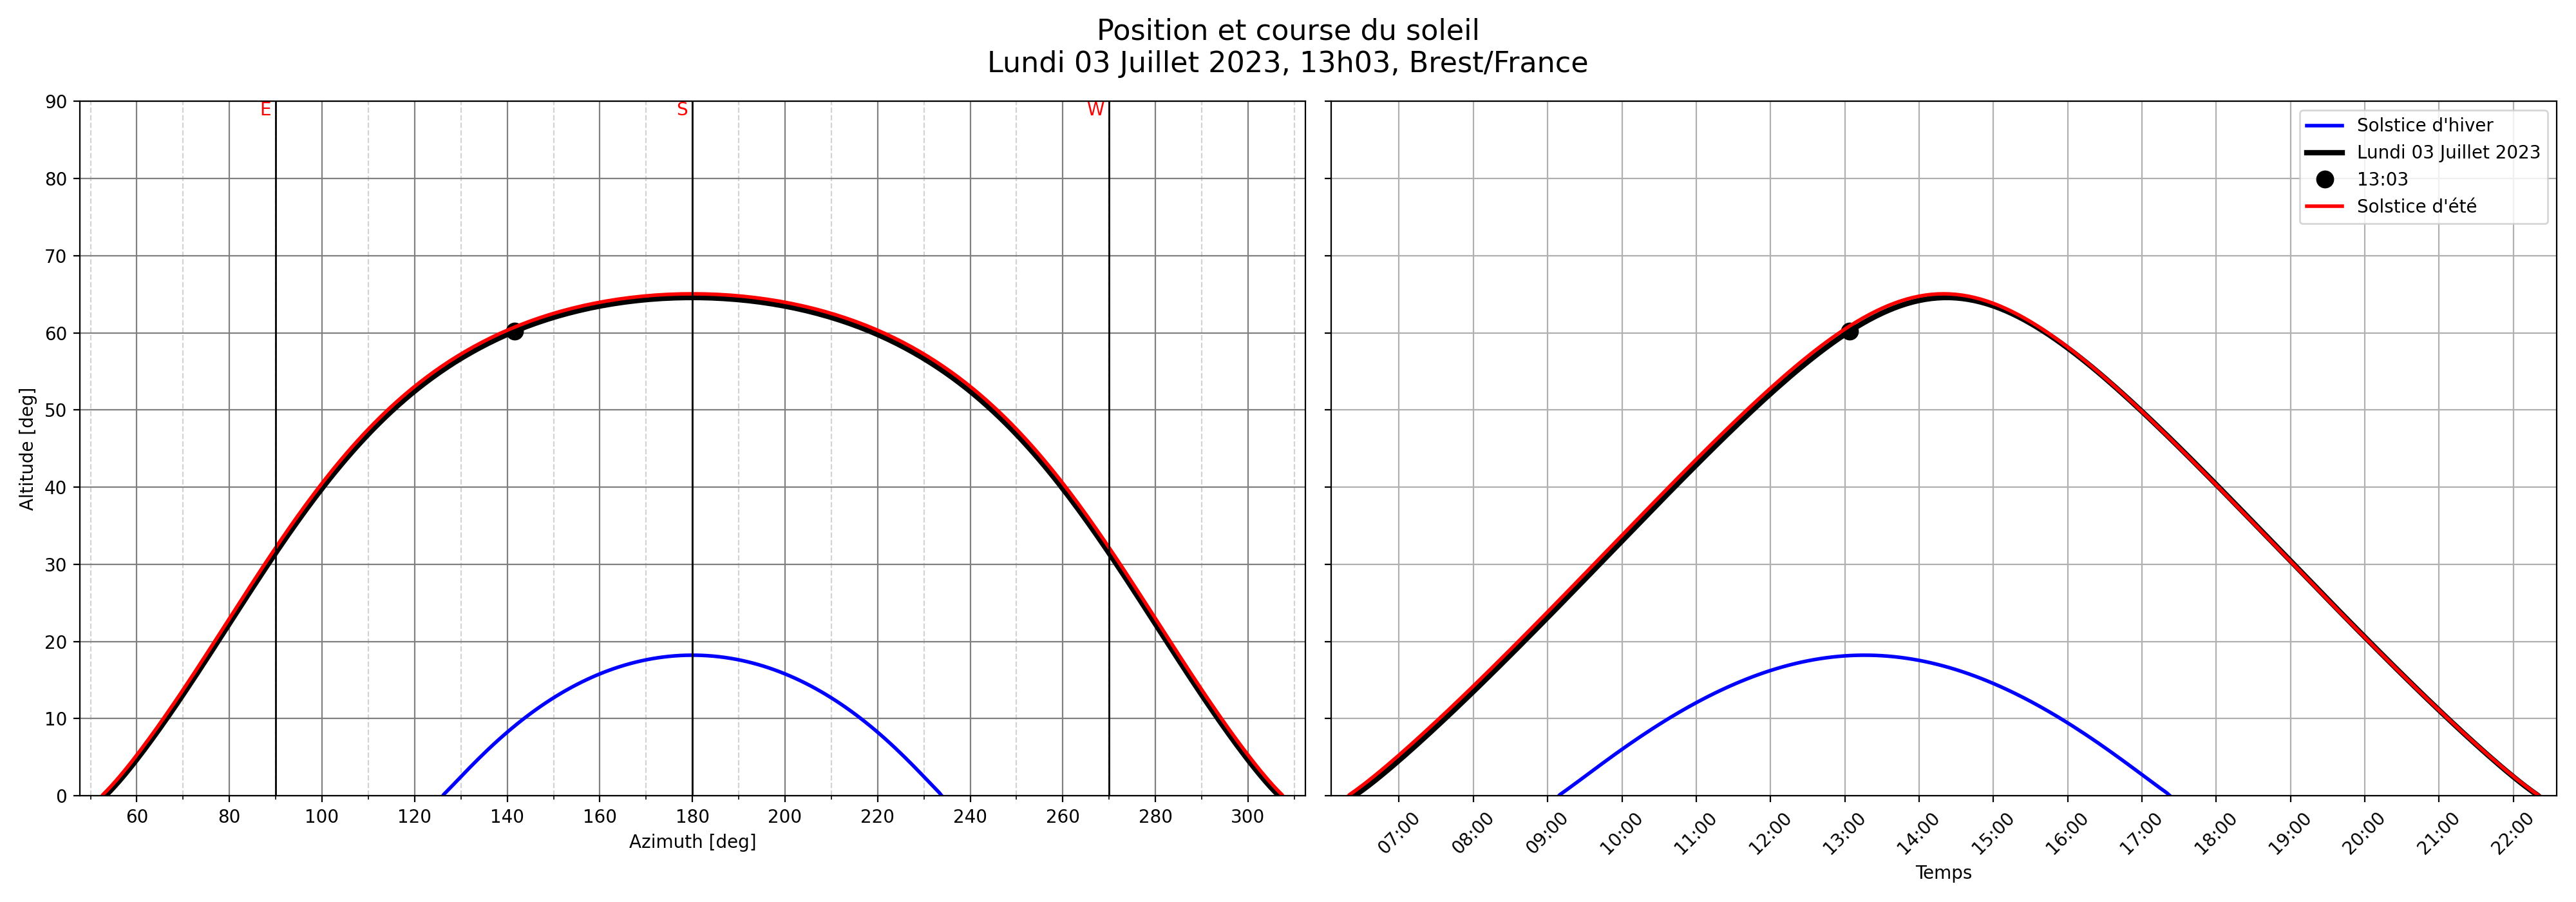 Position et course du soleil
Lundi 03 Juillet 2023, 13h03, Brest/France
E S W
90
80
70
60
50
40
30
20
10
0
Altitude [deg]
60 80 100 120 140 160 180 200 220 240 260 280 300
Azimuth [deg]
Solstice d'hiver
Lundi 03 Juillet 2023
13:03
Solstice d'été
07:00 08:00 09:00 10:00 11:00 12:00 13:00 14:00 15:00 16:00 17:00 18:00 19:00 20:00 21:00 22:00
Temps